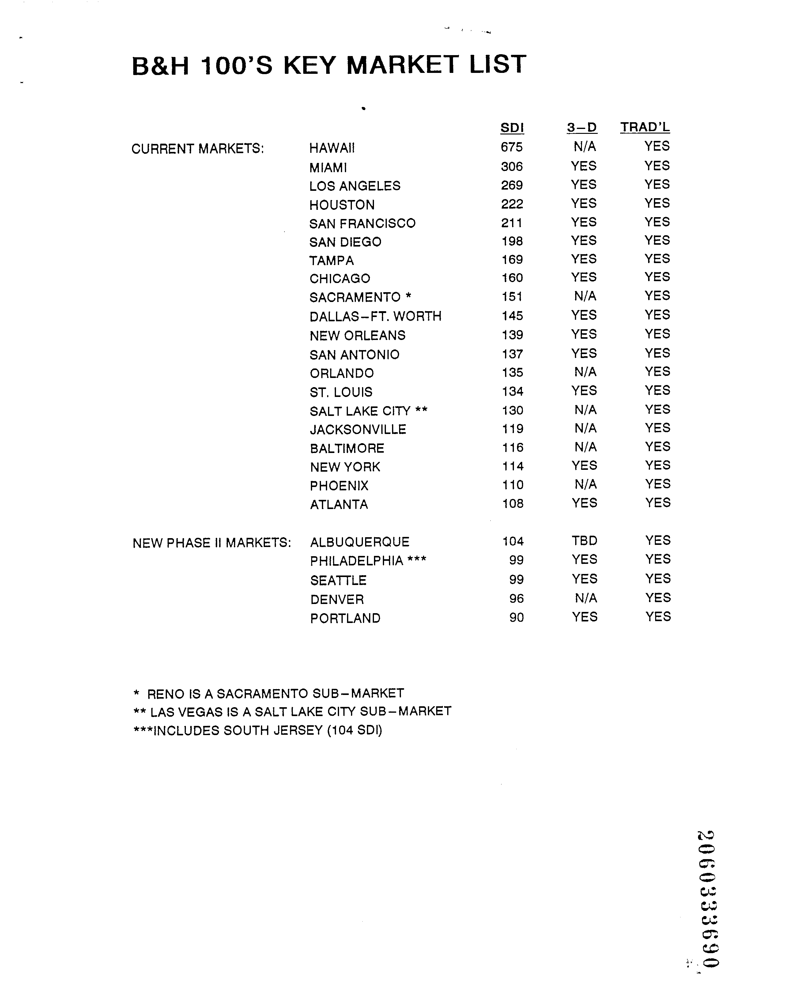 B&H 100'S KEY MARKET LIST
SDI 3-D TRAD'L
CURRENT MARKETS: HAWAII 675 N/A YES
MIAMI 306 YES YES
LOS ANGELES 269 YES YES
HOUSTON 222 YES YES
SAN FRANCISCO 211 YES YES
SAN DIEGO 198 YES YES
TAMPA 169 YES YES
CHICAGO 160 YES YES
SACRAMENTO * 151 N/A YES
DALLAS-FT. WORTH 145 YES YES
NEW ORLEANS 139 YES YES
SAN ANTONIO 137 YES YES
ORLANDO 135 N/A YES
ST. LOUIS 134 YES YES
SALT LAKE CITY ** 130 N/A YES
JACKSONVILLE 119 N/A YES
BALTIMORE 116 N/A YES
NEW YORK 114 YES YES
PHOENIX 110 N/A YES
ATLANTA 108 YES YES
NEW PHASE II MARKETS: ALBUQUERQUE 104 TBD YES
PHILADELPHIA *** 99 YES YES
SEATTLE 99 YES YES
DENVER 96 N/A YES
PORTLAND 90 YES YES
* RENO IS A SACRAMENTO SUB-MARKET
** LAS VEGAS IS A SALT LAKE CITY SUB-MARKET
***INCLUDES SOUTH JERSEY (104 SDI)
2060333690